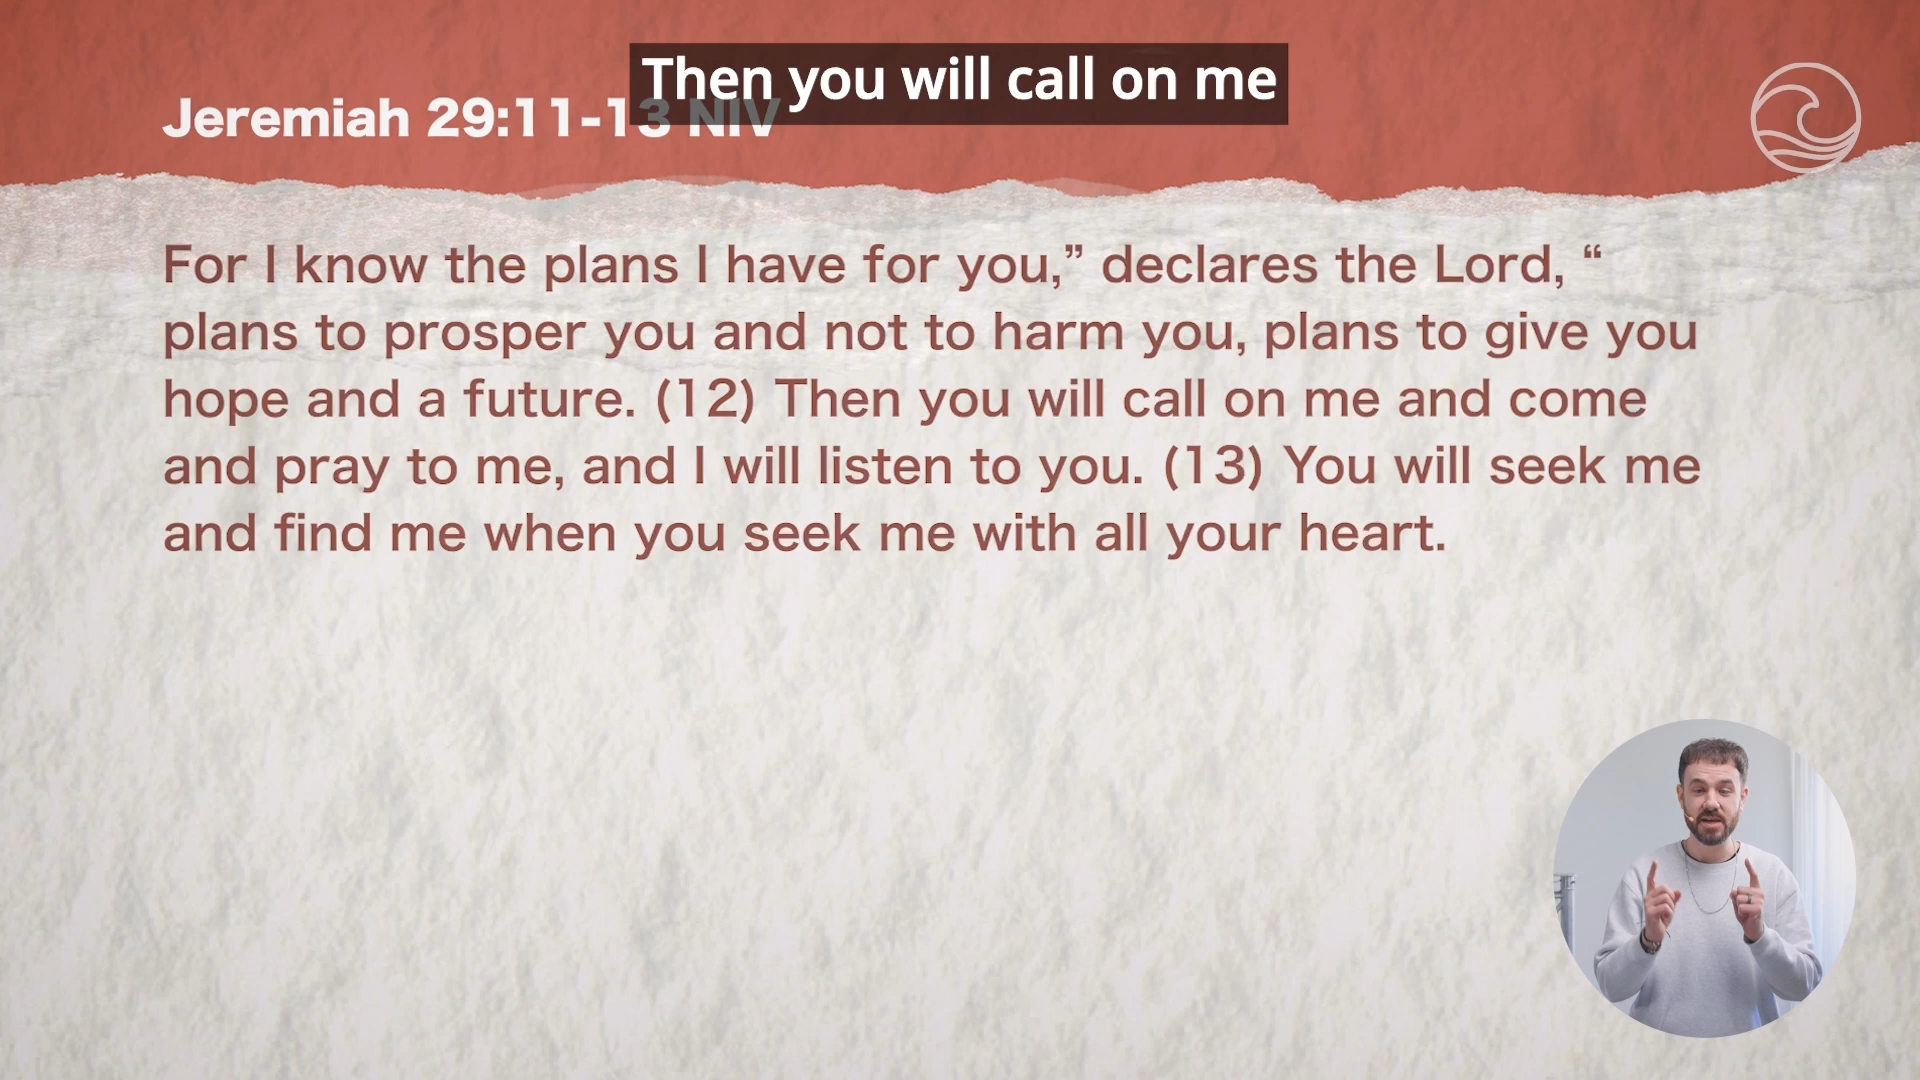 Then you will call on me
Jeremiah 29:11-13 NIV
For I know the plans I have for you,” declares the Lord, “
plans to prosper you and not to harm you, plans to give you
hope and a future. (12) Then you will call on me and come
and pray to me, and I will listen to you. (13) You will seek me
and find me when you seek me with all your heart.